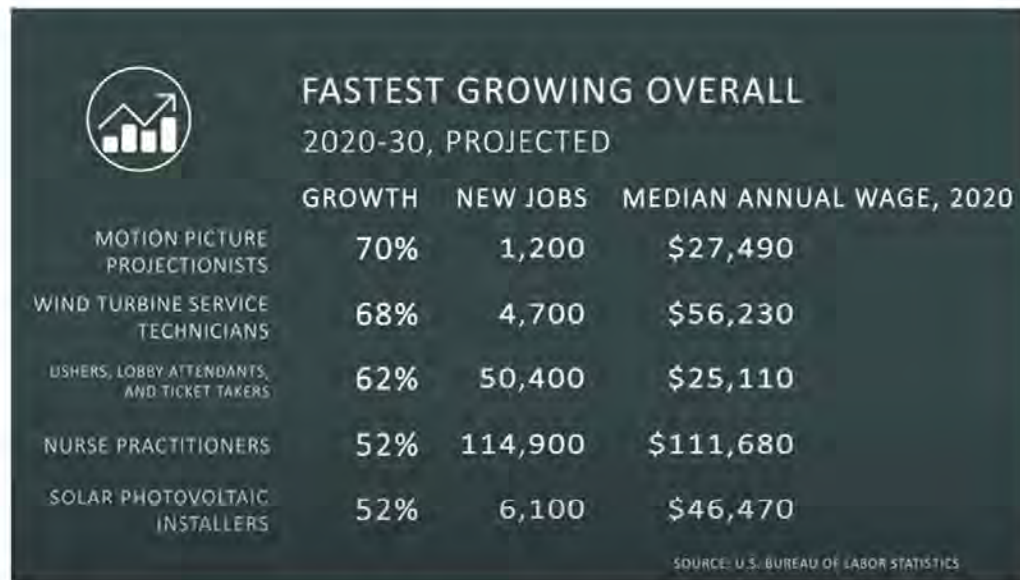 FASTEST GROWING OVERALL
2020-30, PROJECTED
GROWTH NEW JOBS MEDIAN ANNUAL WAGE, 2020
MOTION PICTURE
PROJECTIONISTS
70% 1,200 $27,490
WIND TURBINE SERVICE
TECHNICIANS
68% 4,700 $56,230
USHERS, LOBBY ATTENDANTS,
AND TICKET TAKERS
62% 50,400 $25,110
NURSE PRACTITIONERS 52% 114,900 $111,680
SOLAR PHOTOVOLTAIC
INSTALLERS
52% 6,100 $46,470
SOURCE: U.S. BUREAU OF LABOR STATISTICS